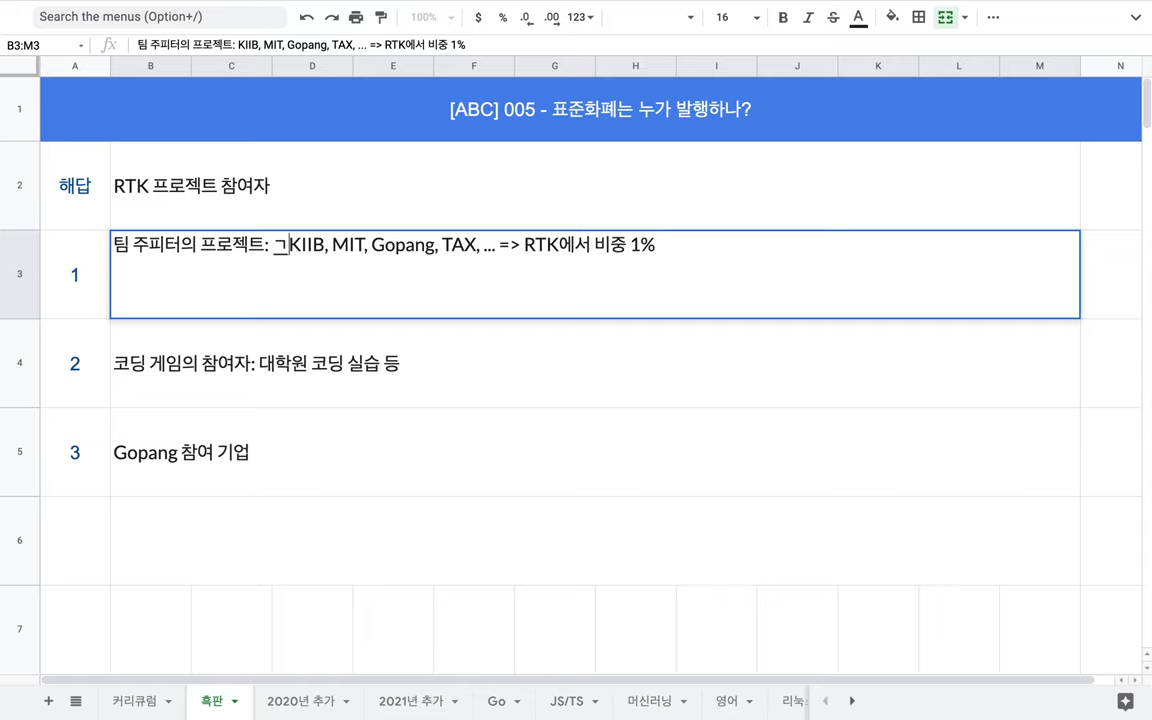 Search the menus (Option+/)
100%
$ % .0 .00 123
16
B I S A
B3:M3
fx 팀 주피터의 프로젝트: KIIB, MIT, Gopang, TAX, ... => RTK에서 비중 1%
A B C D E F G H I J K L M N
1 [ABC] 005 - 표준화폐는 누가 발행하나?
2 해답 RTK 프로젝트 참여자
3 1 팀 주피터의 프로젝트: ㄱKIIB, MIT, Gopang, TAX, ... => RTK에서 비중 1%
4 2 코딩 게임의 참여자: 대학원 코딩 실습 등
5 3 Gopang 참여 기업
6
7
커리큘럼 흑판 2020년 추가 2021년 추가 Go JS/TS 머신러닝 영어